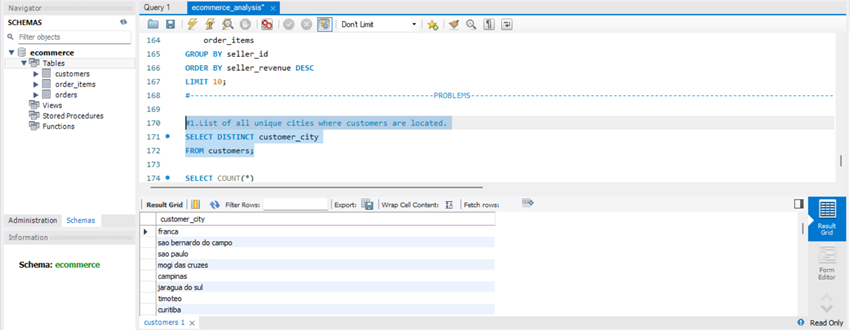 Navigator
SCHEMAS
Filter objects
ecommerce
Tables
customers
order_items
orders
Views
Stored Procedures
Functions
Administration Schemas
Information
Schema: ecommerce
Query 1 ecommerce_analysis*
Don't Limit
164 order_items
165 GROUP BY seller_id
166 ORDER BY seller_revenue DESC
167 LIMIT 10;
168 #--------------------------------------------------PROBLEMS--------------------------------------------------
169
170 #1.List of all unique cities where customers are located.
171 SELECT DISTINCT customer_city
172 FROM customers;
173
174 SELECT COUNT(*)
Result Grid Filter Rows: Export: Wrap Cell Content: Fetch rows:
customer_city
franca
sao bernardo do campo
sao paulo
mogi das cruzes
campinas
jaragua do sul
timoteo
curitiba
Result Grid
Form Editor
customers 1
Read Only